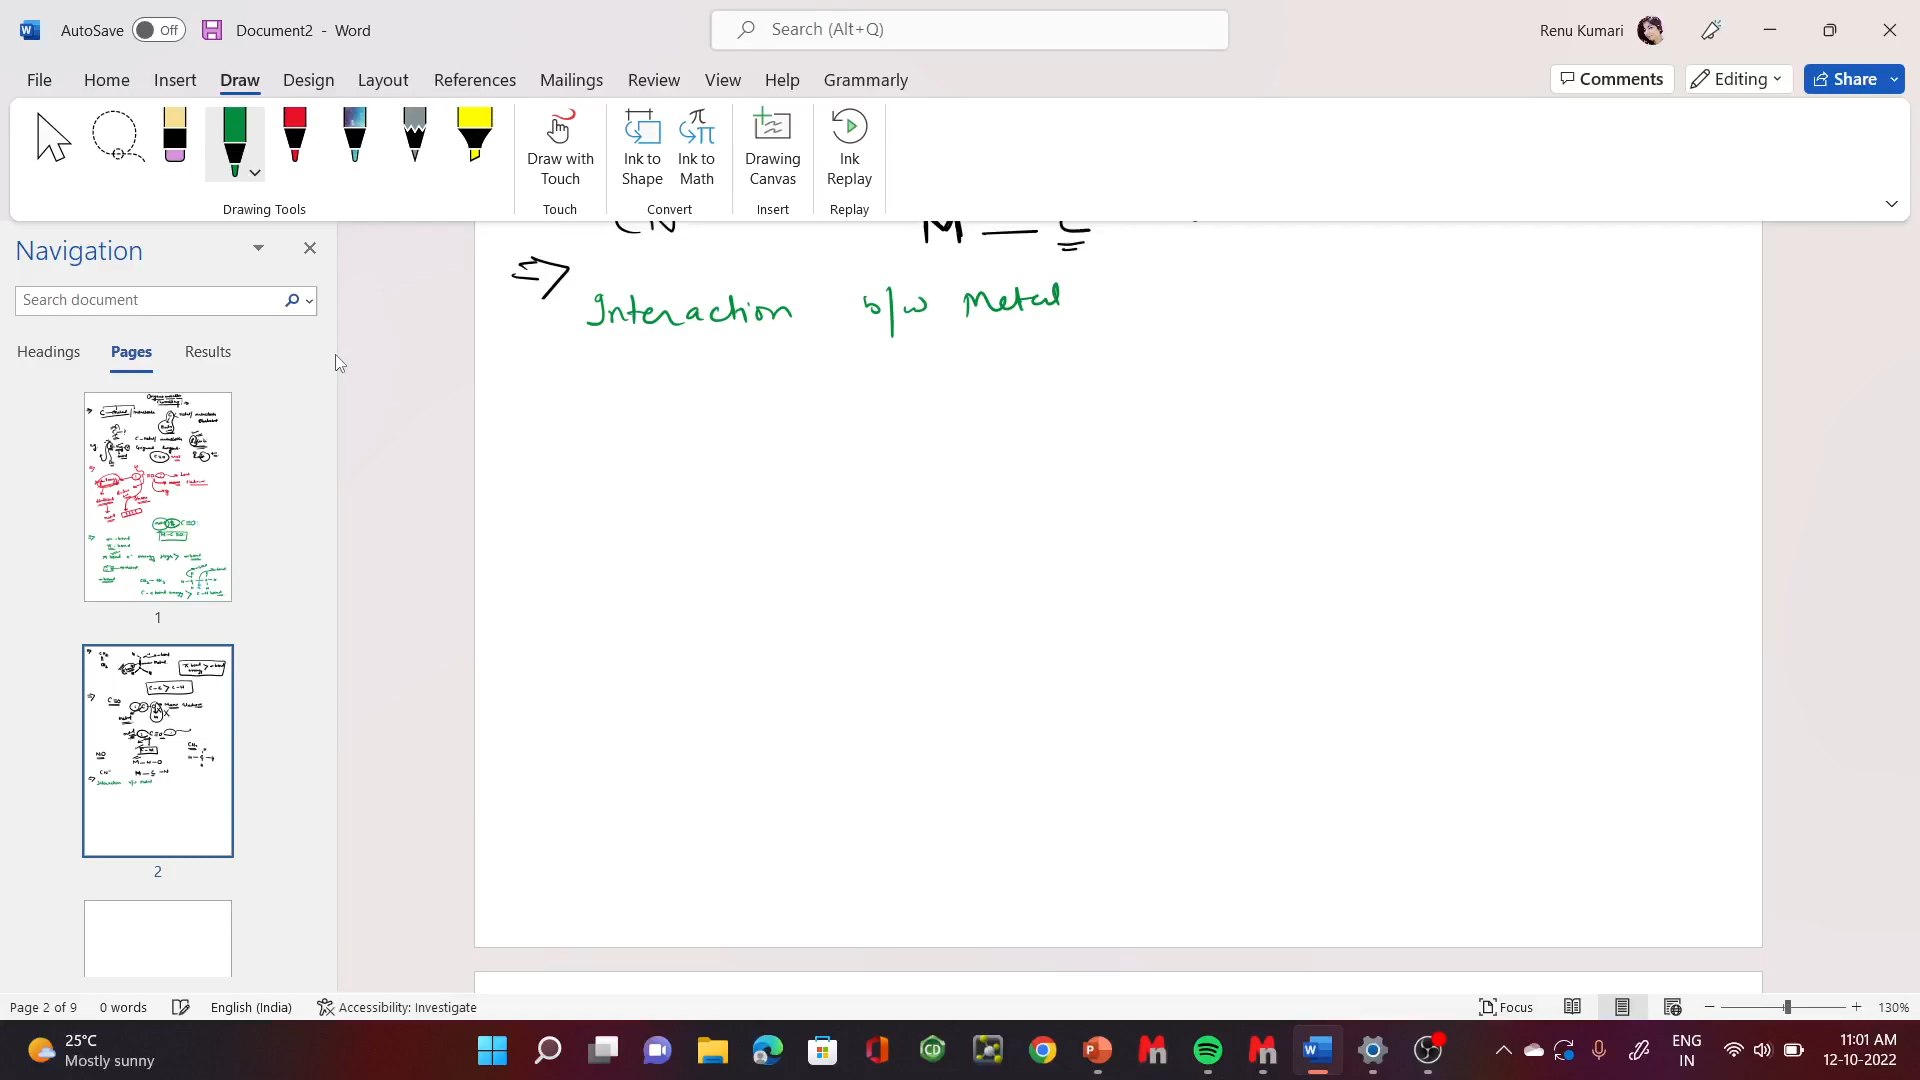 AutoSave Off Document2 - Word Search (Alt+Q) Renu Kumari
File Home Insert Draw Design Layout References Mailings Review View Help Grammarly Comments Editing Share
Draw with Touch
Ink to Shape
Ink to Math
Drawing Canvas
Ink Replay
Drawing Tools Touch Convert Insert Replay
Navigation
Search document
Headings Pages Results
1
2
CN M — C
⇒ Interaction b/w Metal
Page 2 of 9 0 words English (India) Accessibility: Investigate Focus 130%
25°C
Mostly sunny
ENG
IN
11:01 AM
12-10-2022